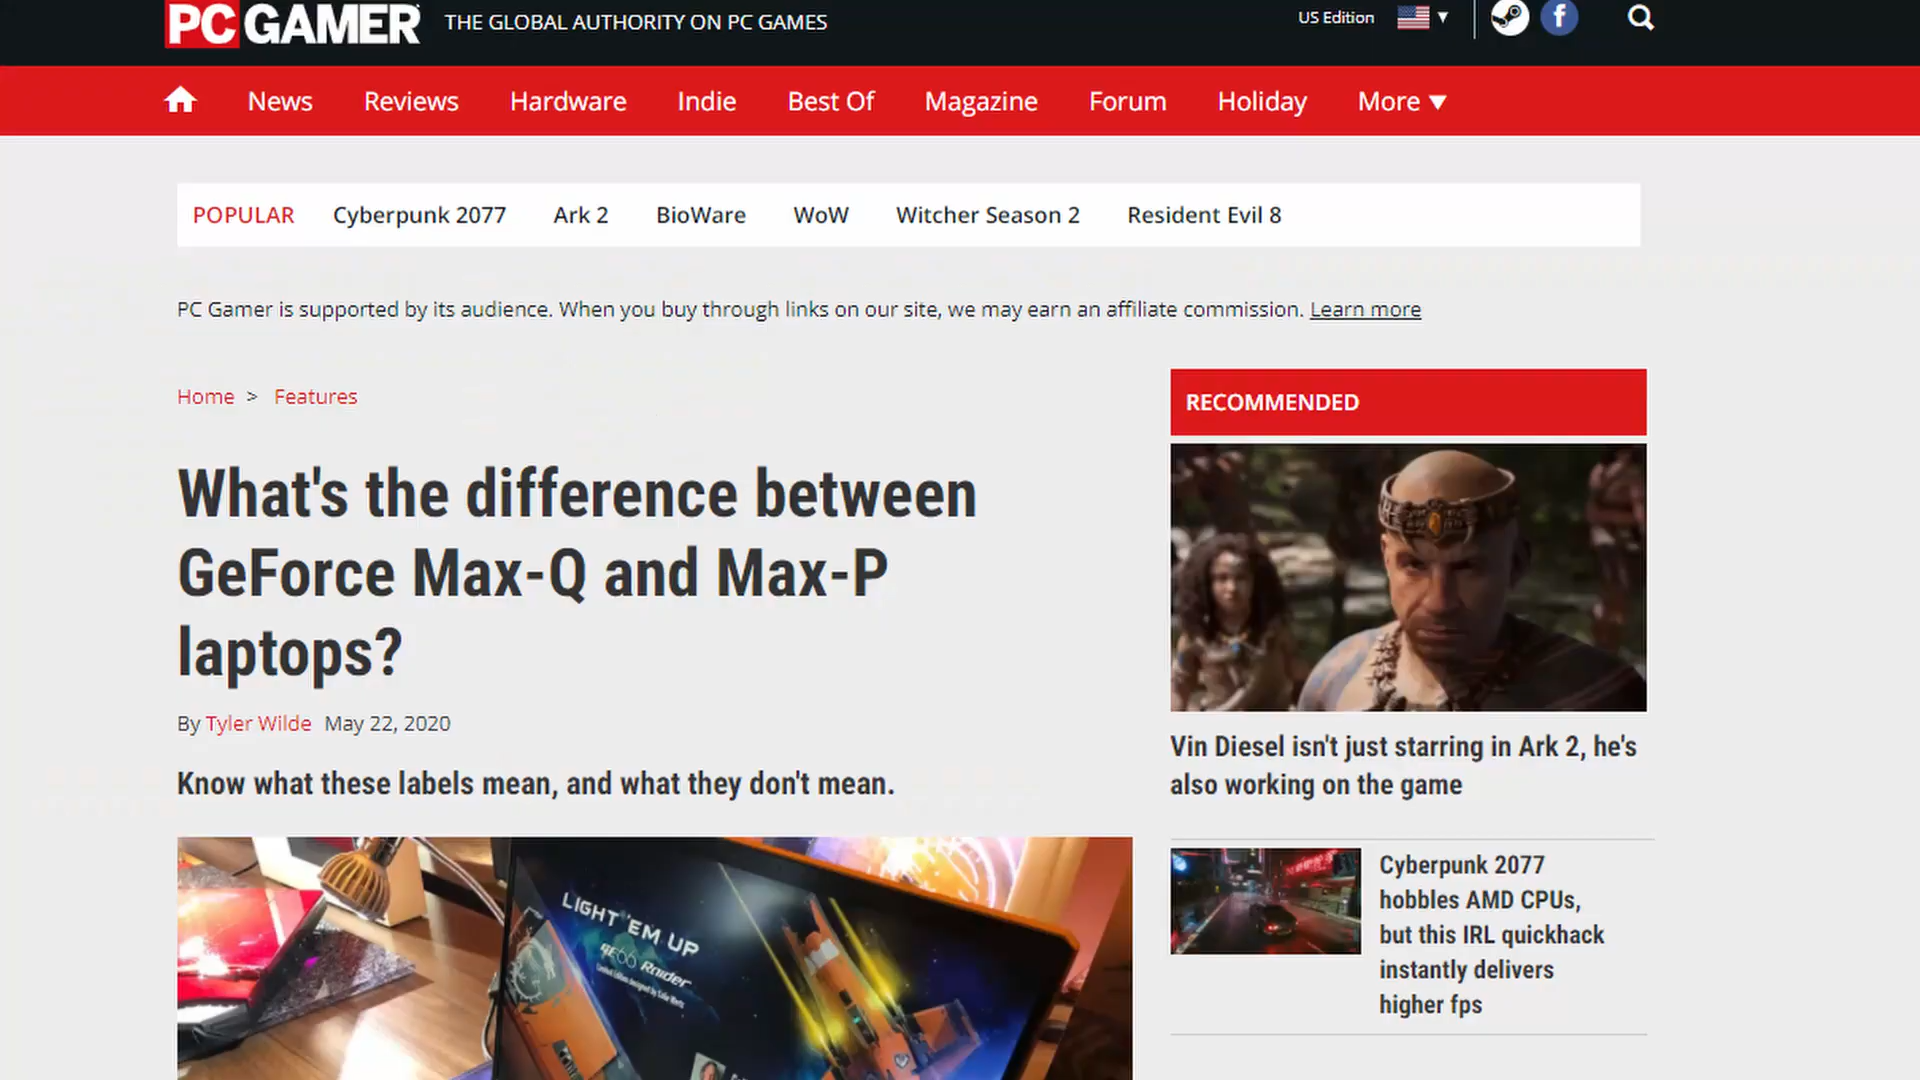 PC GAMER
THE GLOBAL AUTHORITY ON PC GAMES
US Edition
News Reviews Hardware Indie Best Of Magazine Forum Holiday More
POPULAR Cyberpunk 2077 Ark 2 BioWare WoW Witcher Season 2 Resident Evil 8
PC Gamer is supported by its audience. When you buy through links on our site, we may earn an affiliate commission. Learn more
Home > Features
What's the difference between
GeForce Max-Q and Max-P
laptops?
By Tyler Wilde May 22, 2020
Know what these labels mean, and what they don't mean.
LIGHT 'EM UP
GE66 Raider
RECOMMENDED
Vin Diesel isn't just starring in Ark 2, he's
also working on the game
Cyberpunk 2077
hobbles AMD CPUs,
but this IRL quickhack
instantly delivers
higher fps